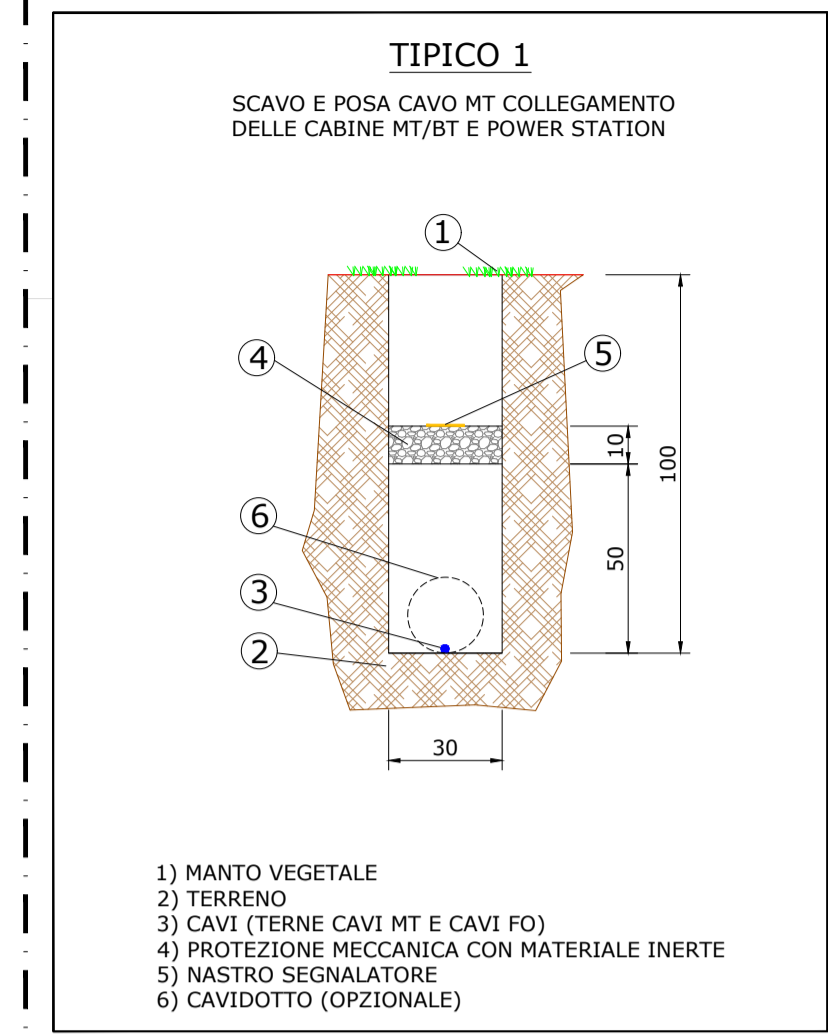 TIPICO 1
SCAVO E POSA CAVO MT COLLEGAMENTO
DELLE CABINE MT/BT E POWER STATION
1
4
5
10
100
6
50
3
2
30
1) MANTO VEGETALE
2) TERRENO
3) CAVI (TERNE CAVI MT E CAVI FO)
4) PROTEZIONE MECCANICA CON MATERIALE INERTE
5) NASTRO SEGNALATORE
6) CAVIDOTTO (OPZIONALE)